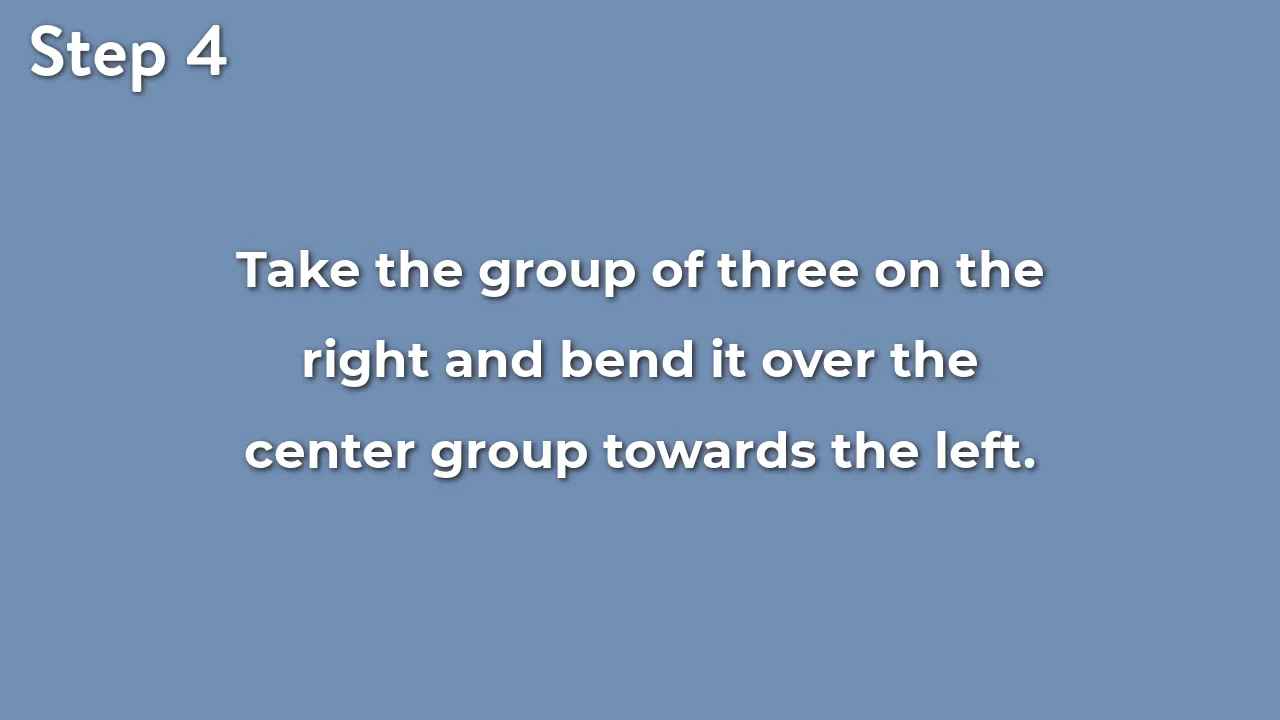 Step 4
Take the group of three on the
right and bend it over the
center group towards the left.